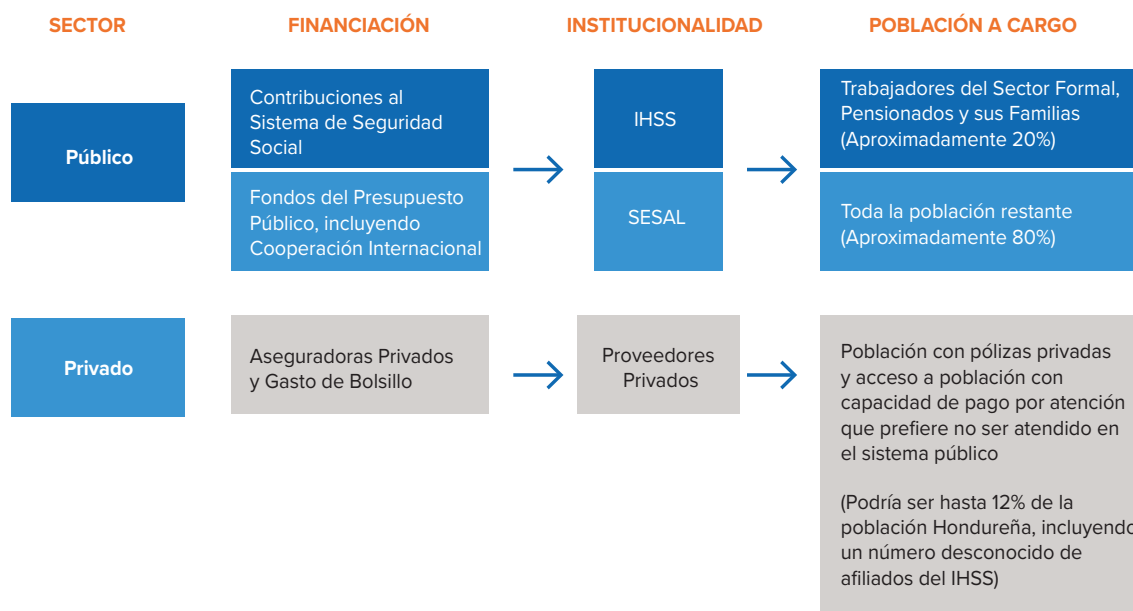 SECTOR
FINANCIACIÓN
INSTITUCIONALIDAD
POBLACIÓN A CARGO
Público
Contribuciones al
Sistema de Seguridad
Social
IHSS
Trabajadores del Sector Formal,
Pensionados y sus Familias
(Aproximadamente 20%)
Fondos del Presupuesto
Público, incluyendo
Cooperación Internacional
SESAL
Toda la población restante
(Aproximadamente 80%)
Privado
Aseguradoras Privados
y Gasto de Bolsillo
Proveedores
Privados
Población con pólizas privadas
y acceso a población con
capacidad de pago por atención
que prefiere no ser atendido en
el sistema público
(Podría ser hasta 12% de la
población Hondureña, incluyendo
un número desconocido de
afiliados del IHSS)